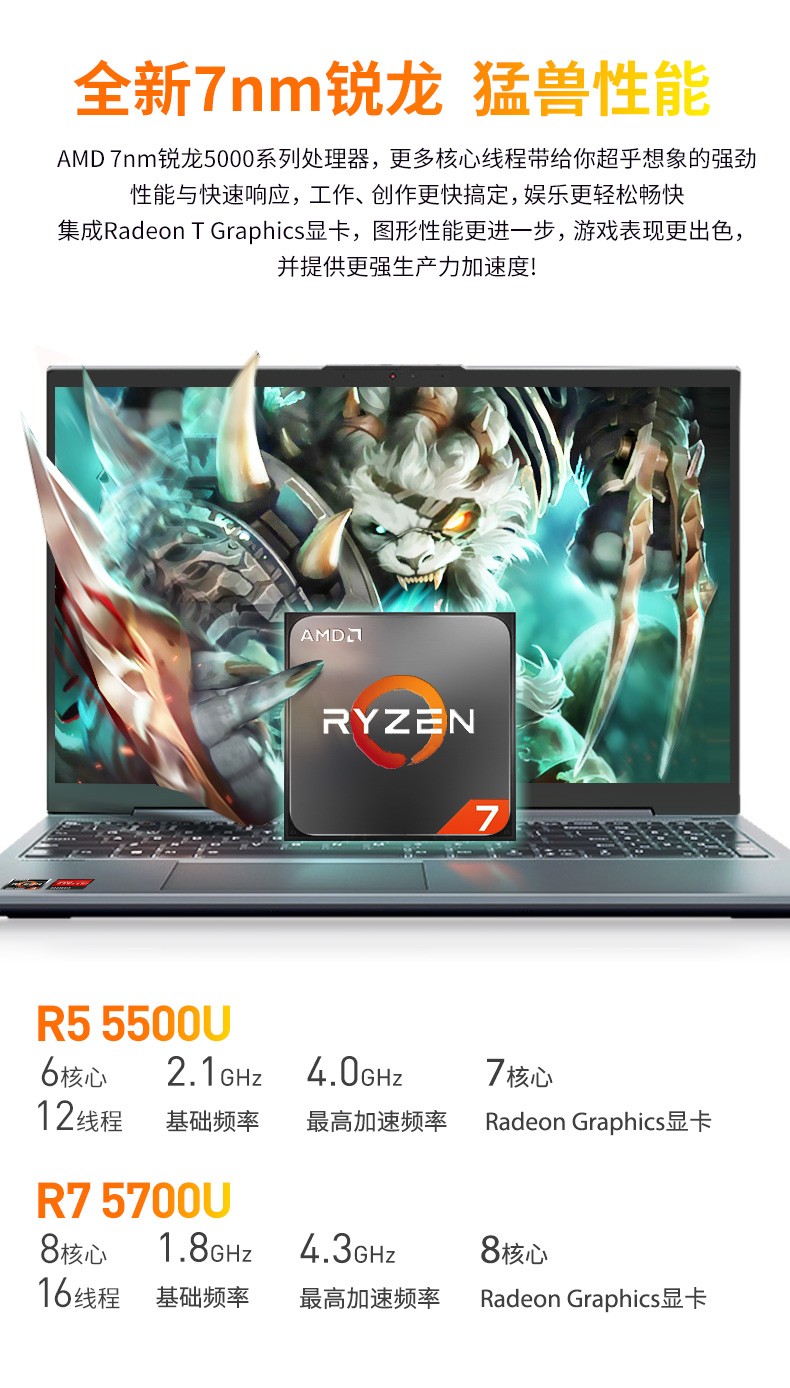 全新7nm锐龙 猛兽性能
AMD 7nm锐龙5000系列处理器，更多核心线程带给你超乎想象的强劲
性能与快速响应，工作、创作更快搞定，娱乐更轻松畅快
集成Radeon T Graphics显卡，图形性能更进一步，游戏表现更出色，
并提供更强生产力加速度!
AMD
RYZEN
7
R5 5500U
6核心 2.1GHz 4.0GHz 7核心
12线程 基础频率 最高加速频率 Radeon Graphics显卡
R7 5700U
8核心 1.8GHz 4.3GHz 8核心
16线程 基础频率 最高加速频率 Radeon Graphics显卡